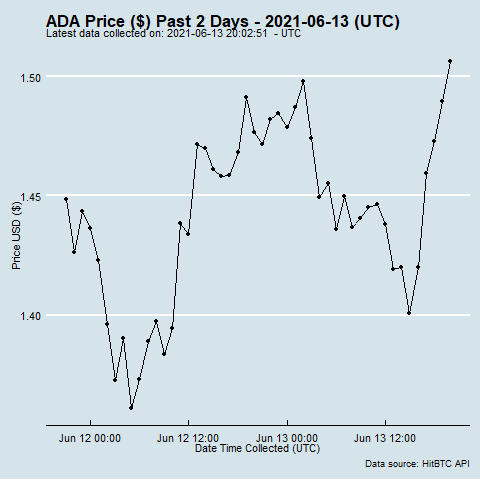 ADA Price ($) Past 2 Days - 2021-06-13 (UTC)
Latest data collected on: 2021-06-13 20:02:51  - UTC
1.50
1.45
1.40
Price USD ($)
Jun 12 00:00 Jun 12 12:00 Jun 13 00:00 Jun 13 12:00
Date Time Collected (UTC)
Data source: HitBTC API